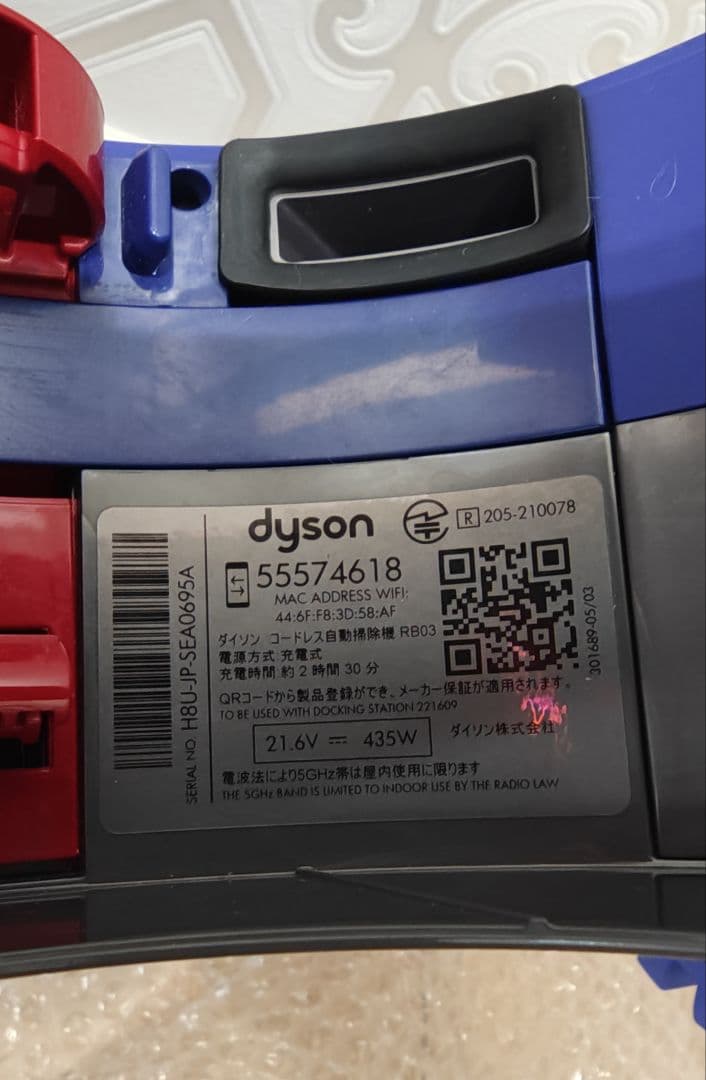 dyson R 205-210078
55574618
MAC ADDRESS WIFI:
44:6F:F8:3D:58:AF
ダイソン コードレス自動掃除機 RB03
電源方式 充電式
充電時間:約2時間30分
QRコードから製品登録ができ、メーカー保証が適用されます。
TO BE USED WITH DOCKING STATION 221609
21.6V ⎓ 435W ダイソン株式会社
電波法により5GHz帯は屋内使用に限ります
THE 5GHz BAND IS LIMITED TO INDOOR USE BY THE RADIO LAW
SERIAL NO. H8U-JP-SEA0695A
301689-05/03